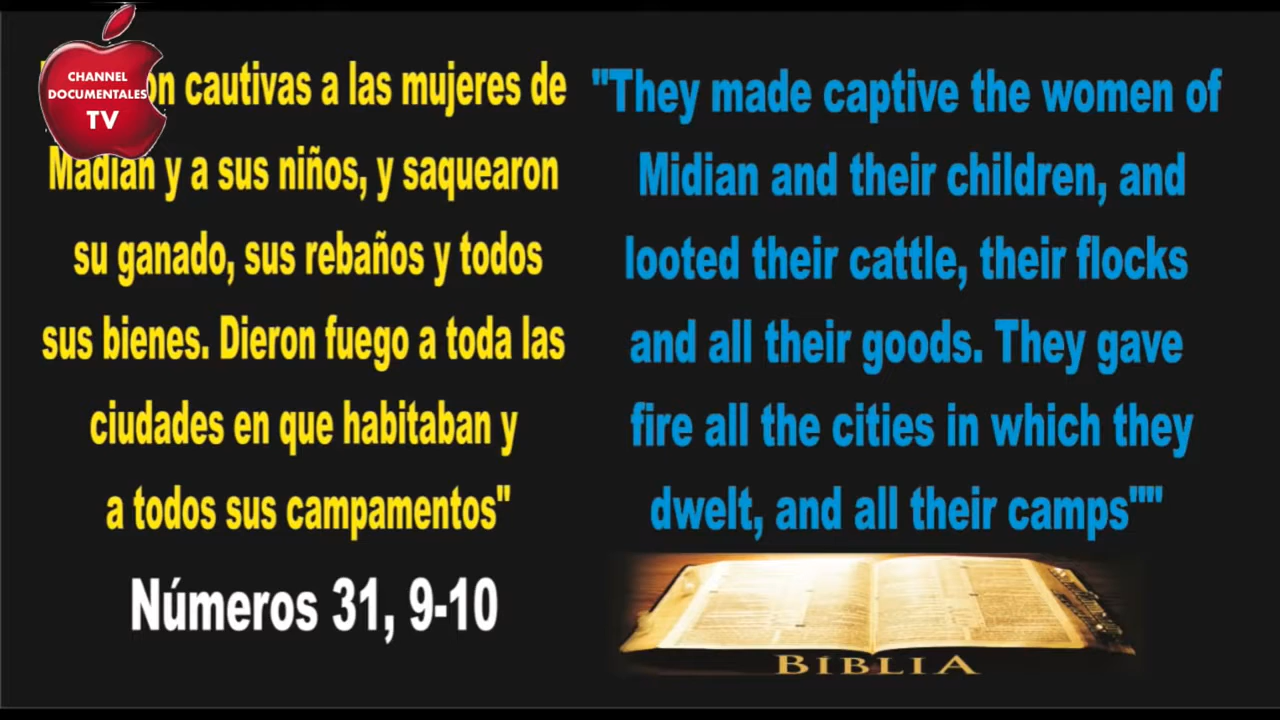 CHANNEL
DOCUMENTALES
TV
cautivas a las mujeres de
Madian y a sus niños, y saquearon
su ganado, sus rebaños y todos
sus bienes. Dieron fuego a toda las
ciudades en que habitaban y
a todos sus campamentos"
Números 31, 9-10
"They made captive the women of
Midian and their children, and
looted their cattle, their flocks
and all their goods. They gave
fire all the cities in which they
dwelt, and all their camps""
BIBLIA